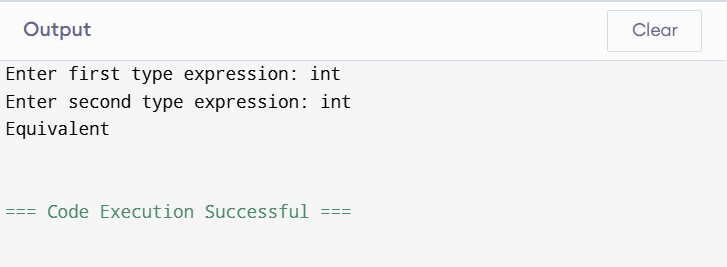 Output
Clear
Enter first type expression: int
Enter second type expression: int
Equivalent
=== Code Execution Successful ===